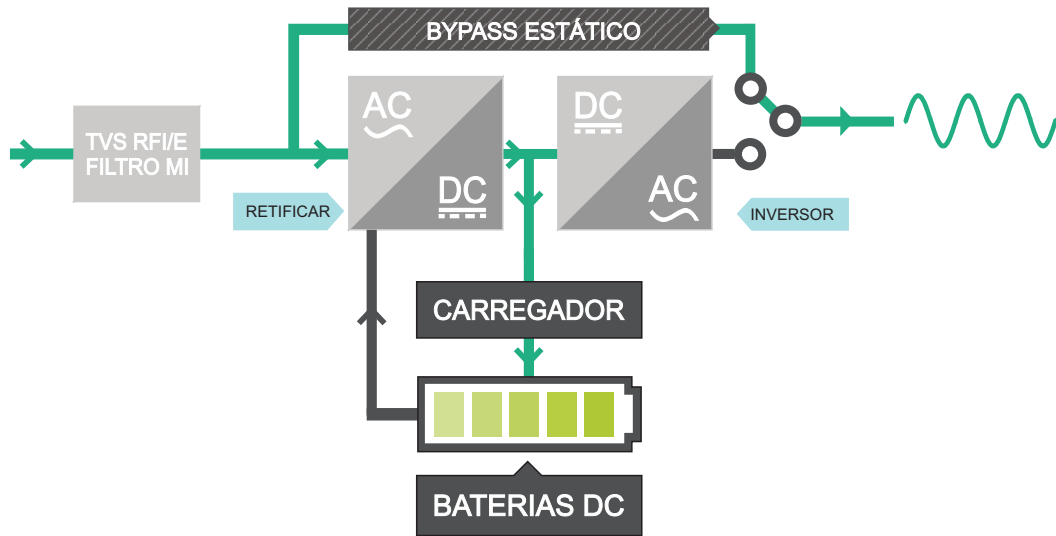 BYPASS ESTÁTICO
AC
DC
TVS RFI/E
FILTRO MI
DC
AC
RETIFICAR
INVERSOR
CARREGADOR
BATERIAS DC